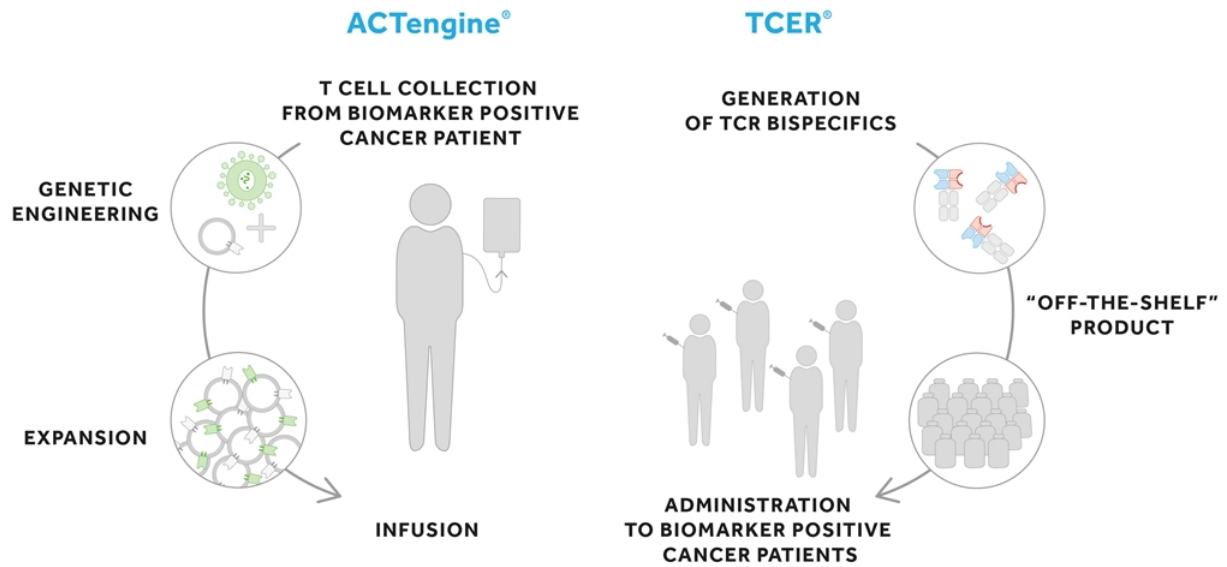 ACTengine®
T CELL COLLECTION
FROM BIOMARKER POSITIVE
CANCER PATIENT
GENETIC
ENGINEERING
EXPANSION
INFUSION
TCER®
GENERATION
OF TCR BISPECIFICS
“OFF-THE-SHELF”
PRODUCT
ADMINISTRATION
TO BIOMARKER POSITIVE
CANCER PATIENTS